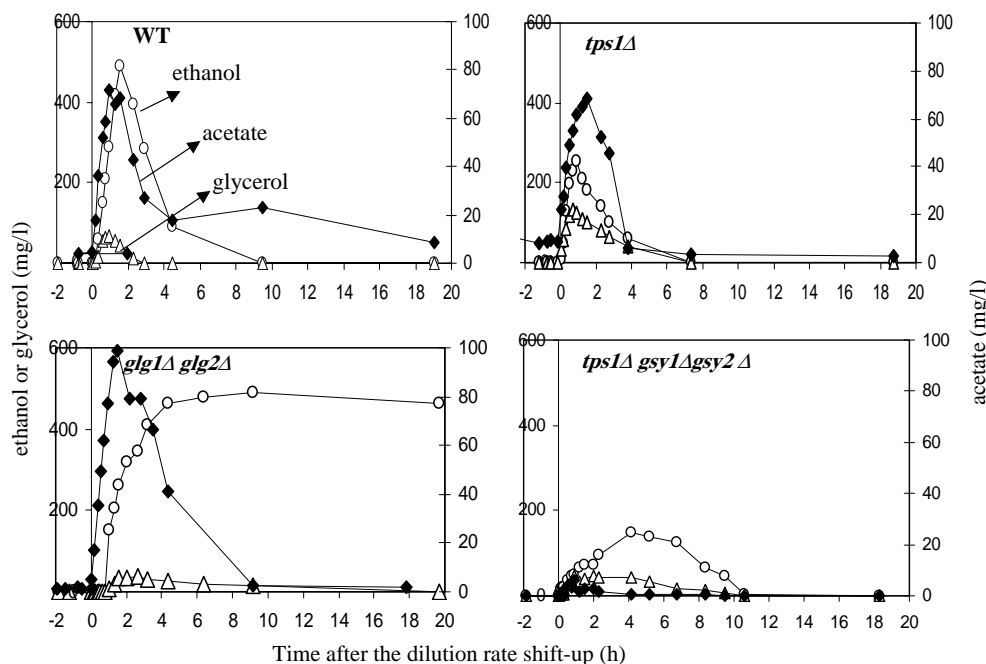 600 WT 100
ethanol 80
400 acetate 60
glycerol 40
200 20
0 0
-2 0 2 4 6 8 10 12 14 16 18 20
600 tps1Δ 100
80
400 60
40
200 20
0 0
-2 0 2 4 6 8 10 12 14 16 18 20
ethanol or glycerol (mg/l)
acetate (mg/l)
600 glg1Δ glg2Δ 100
80
400 60
40
200 20
0 0
-2 0 2 4 6 8 10 12 14 16 18 20
600 tps1Δ gsy1Δgsy2 Δ 100
80
400 60
40
200 20
0 0
-2 0 2 4 6 8 10 12 14 16 18 20
Time after the dilution rate shift-up (h)